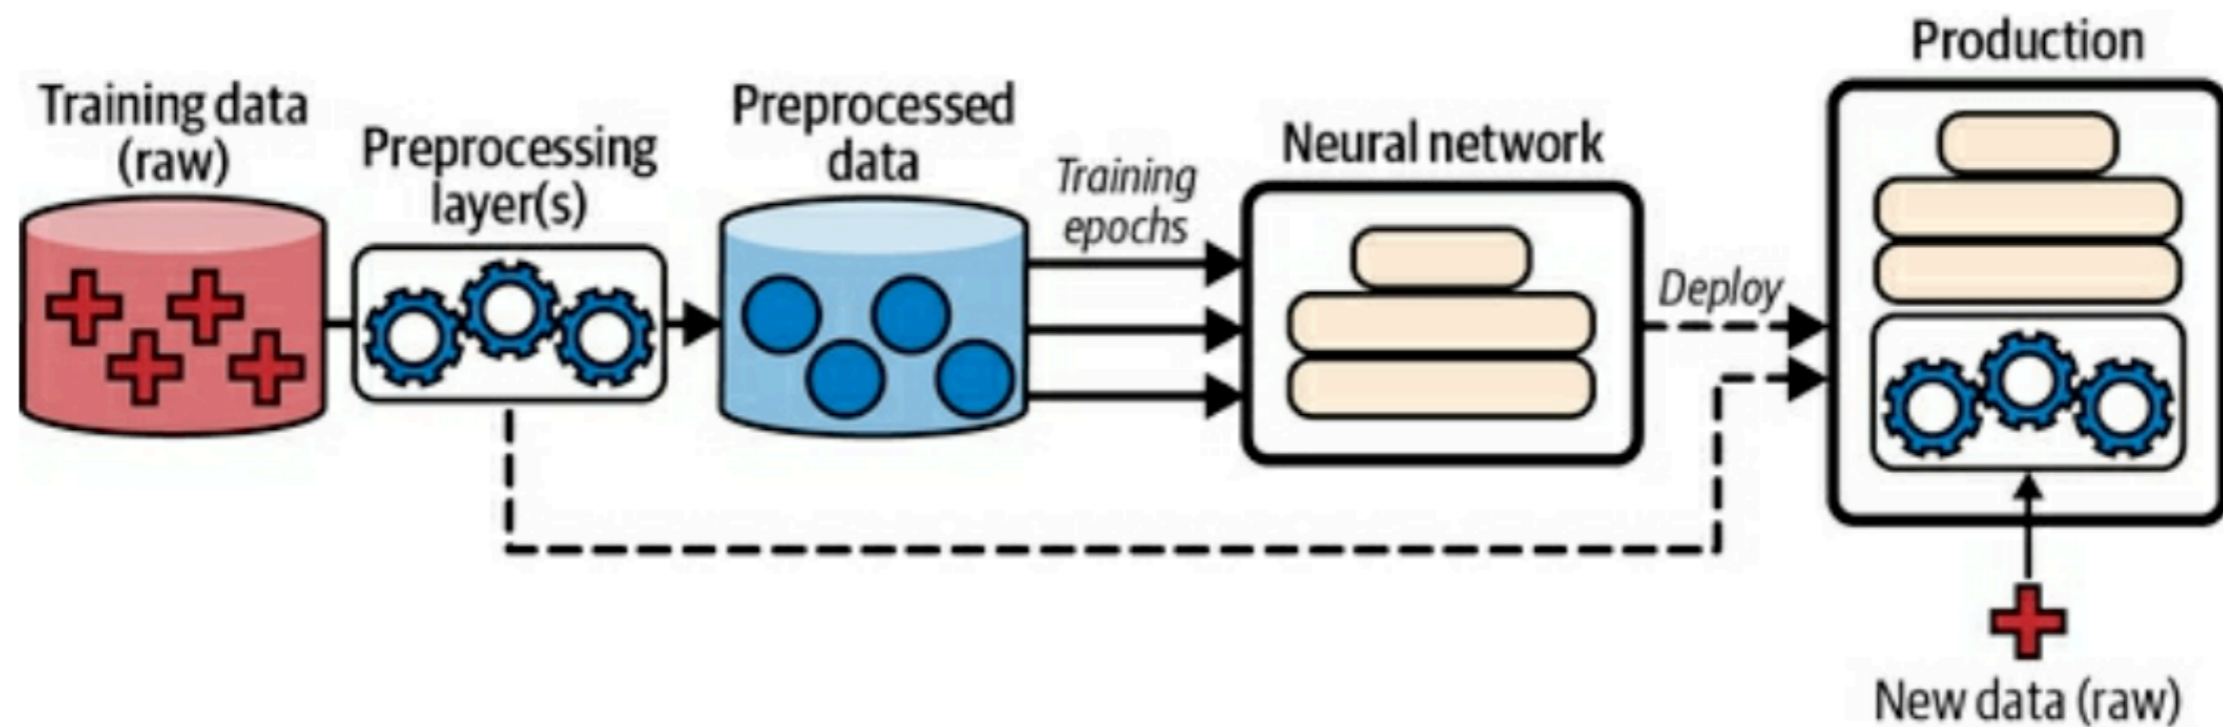 Training data
(raw)
Preprocessing
layer(s)
Preprocessed
data
Training
epochs
Neural network
Deploy
Production
New data (raw)